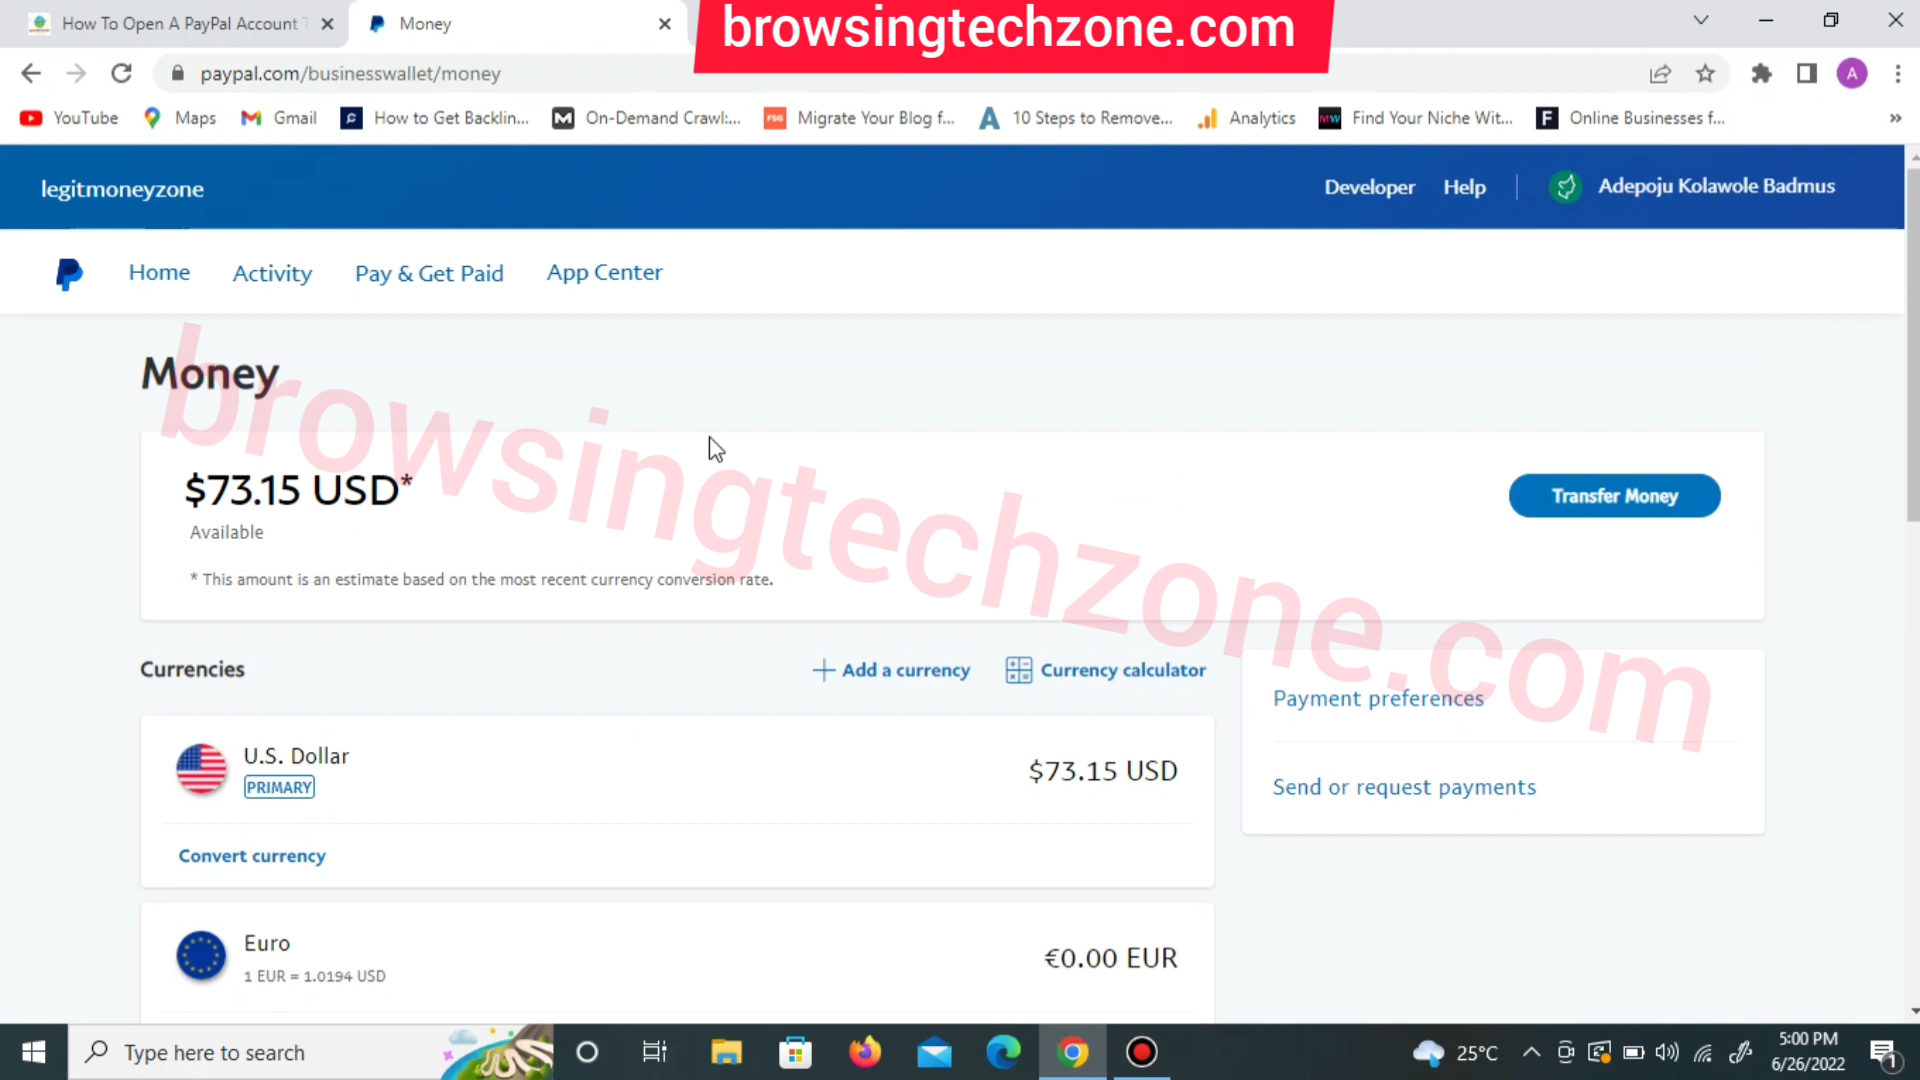 How To Open A PayPal Account
Money
browsingtechzone.com
paypal.com/businesswallet/money
A
YouTube
Maps
Gmail
How to Get Backlin...
On-Demand Crawl:...
FSG
Migrate Your Blog f...
10 Steps to Remove...
Analytics
MW
Find Your Niche Wit...
F
Online Businesses f...
»
legitmoneyzone
Developer
Help
Adepoju Kolawole Badmus
Home
Activity
Pay & Get Paid
App Center
Money
browsingtechzone.com
$73.15 USD*
Available
Transfer Money
* This amount is an estimate based on the most recent currency conversion rate.
Currencies
Add a currency
Currency calculator
Payment preferences
Send or request payments
U.S. Dollar
PRIMARY
$73.15 USD
Convert currency
Euro
1 EUR = 1.0194 USD
€0.00 EUR
Type here to search
25°C
5:00 PM
6/26/2022
1